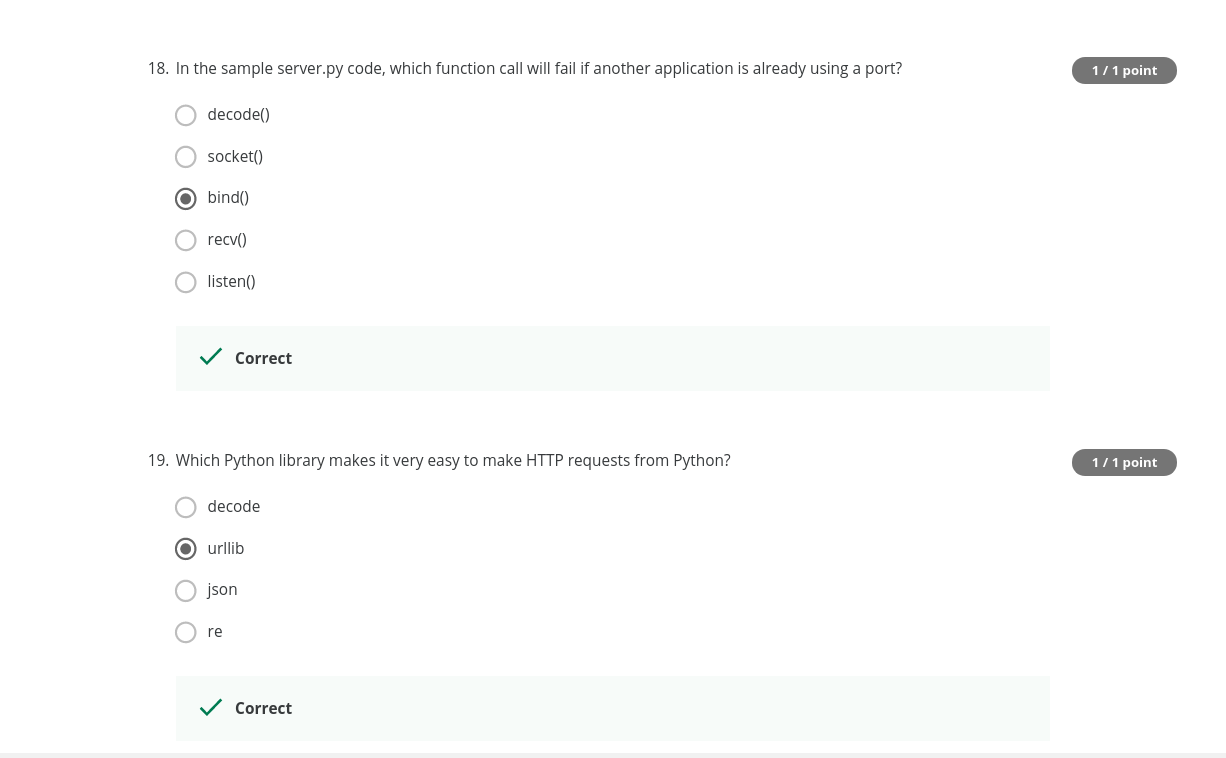 18. In the sample server.py code, which function call will fail if another application is already using a port?
1 / 1 point
decode()
socket()
bind()
recv()
listen()
Correct
19. Which Python library makes it very easy to make HTTP requests from Python?
1 / 1 point
decode
urllib
json
re
Correct